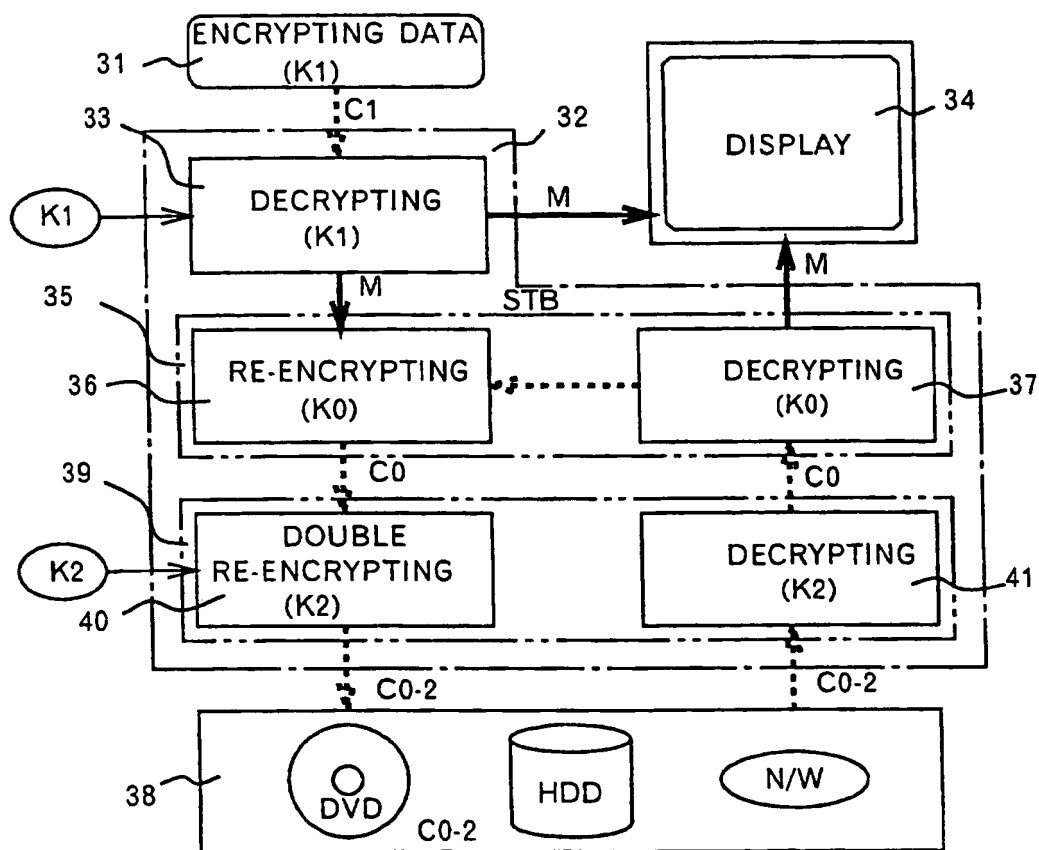 ENCRYPTING DATA
(K1)
31
C1
33
32
34
DISPLAY
DECRYPTING
(K1)
K1
M
M
M
STB
35
36
RE-ENCRYPTING
(K0)
DECRYPTING
(K0)
37
C0
C0
39
K2
DOUBLE
RE-ENCRYPTING
(K2)
40
DECRYPTING
(K2)
41
C0-2
C0-2
38
DVD
HDD
N/W
C0-2